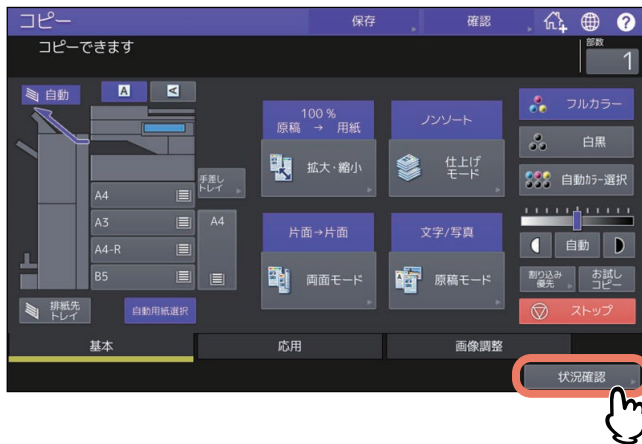 コピー
保存
確認
?
コピーできます
部数
1
自動
A
A
100 %
原稿 → 用紙
拡大・縮小
ノンソート
仕上げ
モード
フルカラー
白黒
自動カラー選択
手差し
トレイ
A4
A3
A4-R
B5
A4
片面→片面
両面モード
文字/写真
原稿モード
自動
割り込み
優先
お試し
コピー
排紙先
トレイ
自動用紙選択
ストップ
基本
応用
画像調整
状況確認